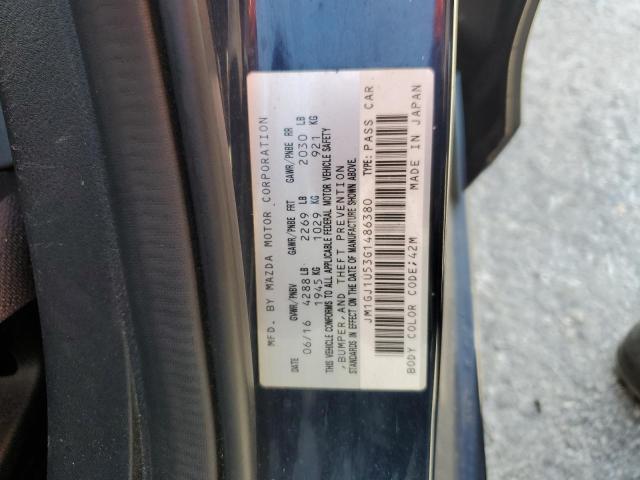 MFD. BY MAZDA MOTOR CORPORATION
DATE GVWR/PNBV GAWR/PNBE FRT GAWR/PNBE RR
06/16 4288 LB 2269 LB 2030 LB
1945 KG 1029 KG 921 KG
THIS VEHICLE CONFORMS TO ALL APPLICABLE FEDERAL MOTOR VEHICLE SAFETY
,BUMPER,AND THEFT PREVENTION
STANDARDS IN EFFECT ON THE DATE OF MANUFACTURE SHOWN ABOVE.
JM1GJ1U53G1486380 TYPE: PASS CAR
BODY COLOR CODE;42M MADE IN JAPAN